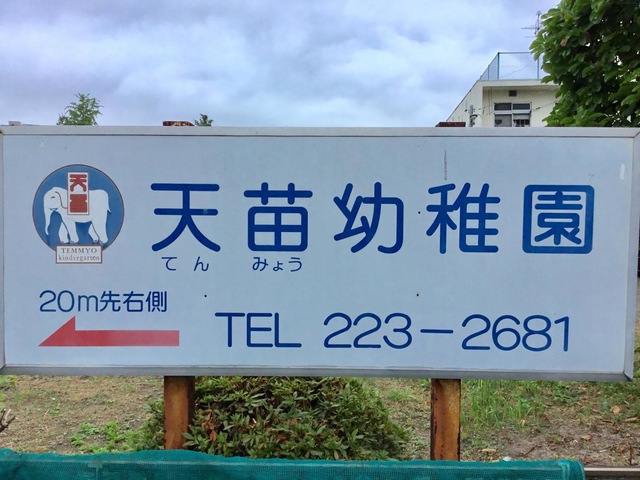 天苗
TEMMYO
kindergarten
天苗幼稚園
てんみょう
20m先右側
TEL 223-2681